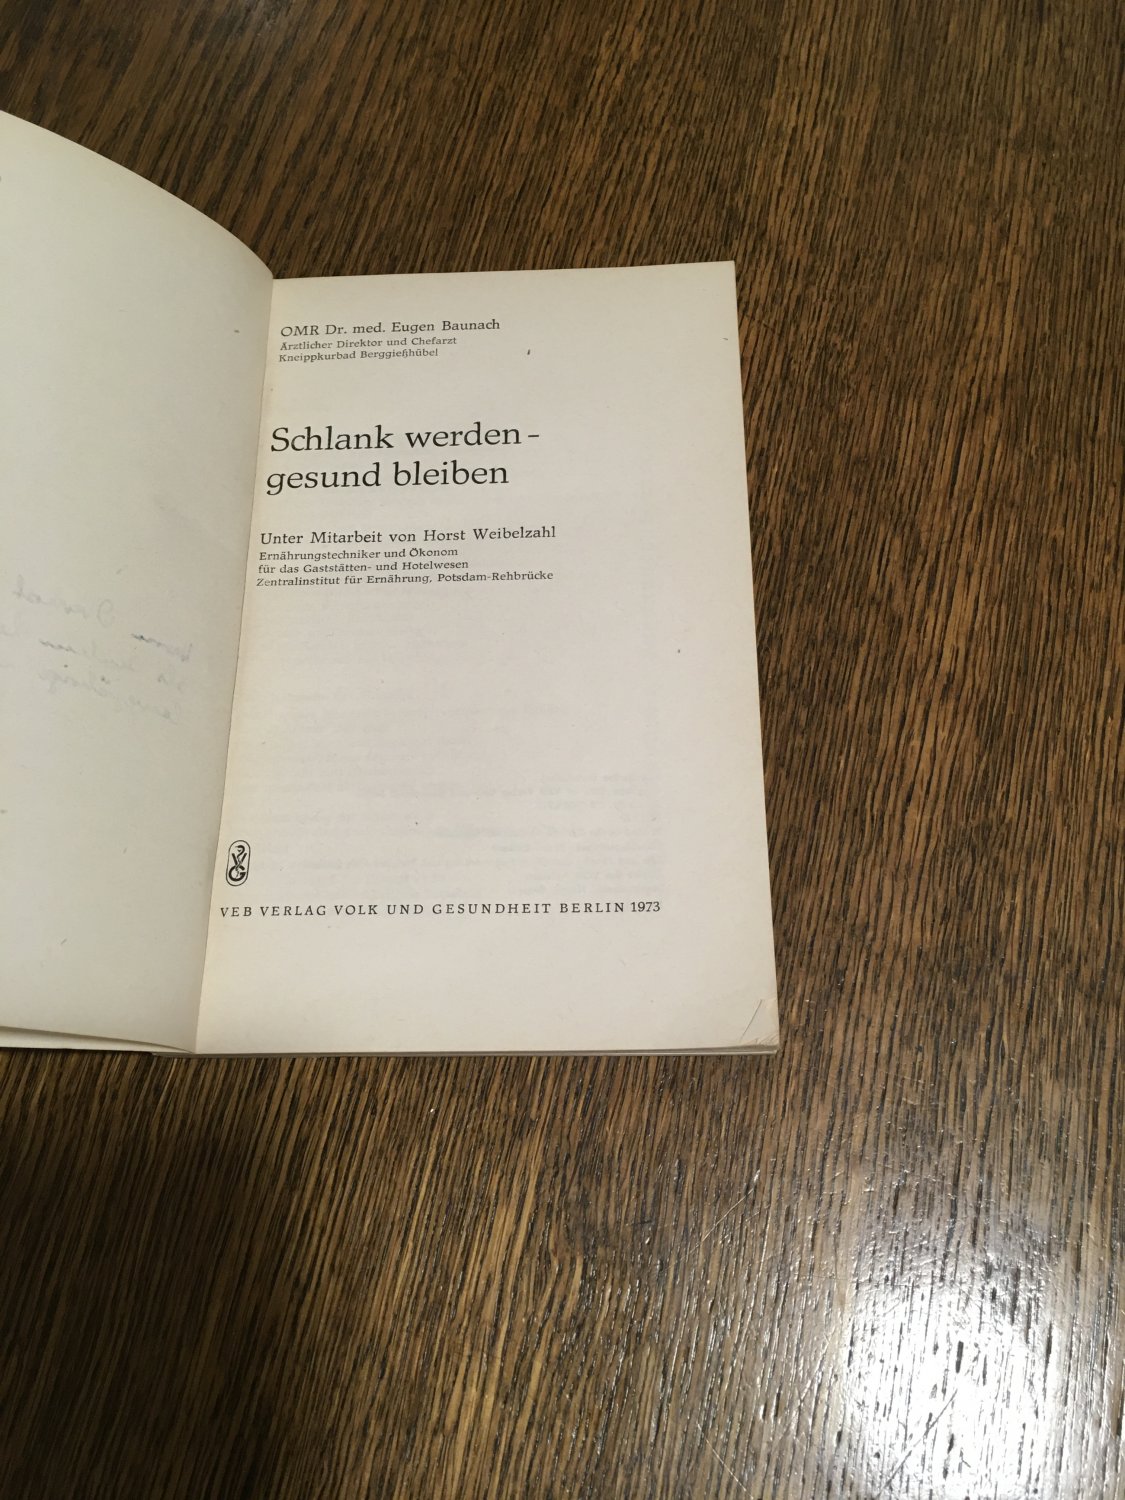 OMR Dr. med. Eugen Baunach
Ärztlicher Direktor und Chefarzt
Kneippkurbad Berggießhübel
Schlank werden –
gesund bleiben
Unter Mitarbeit von Horst Weibelzahl
Ernährungstechniker und Ökonom
für das Gaststätten- und Hotelwesen
Zentralinstitut für Ernährung, Potsdam-Rehbrücke
VEB VERLAG VOLK UND GESUNDHEIT BERLIN 1973